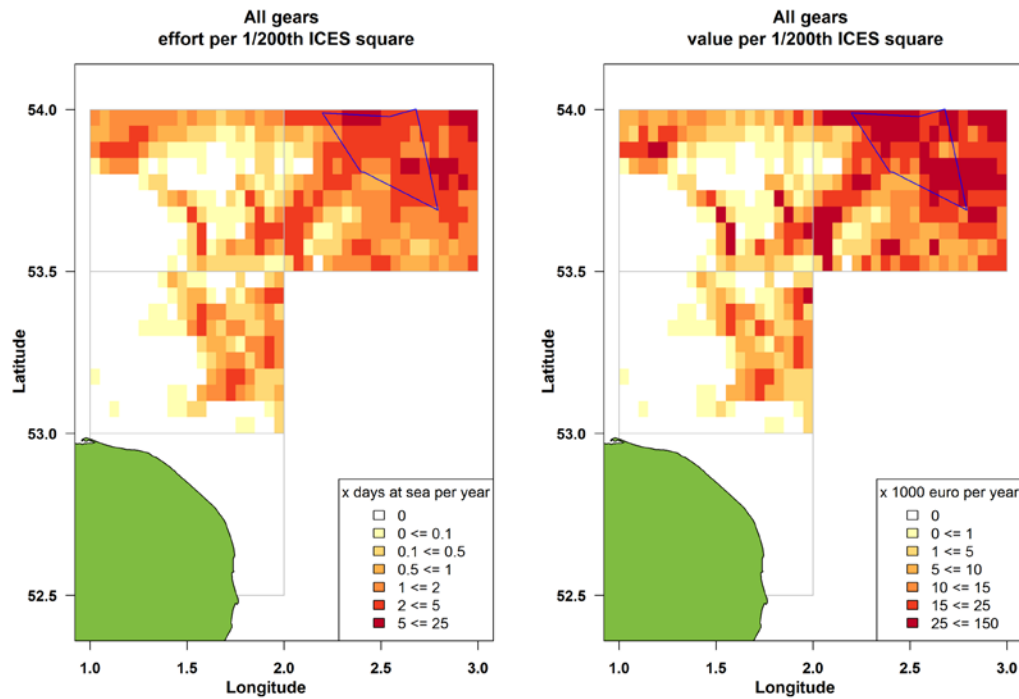 All gears
effort per 1/200th ICES square
54.0
53.5
53.0
52.5
Latitude
1.0 1.5 2.0 2.5 3.0
Longitude
x days at sea per year
0
0 <= 0.1
0.1 <= 0.5
0.5 <= 1
1 <= 2
2 <= 5
5 <= 25
All gears
value per 1/200th ICES square
54.0
53.5
53.0
52.5
Latitude
1.0 1.5 2.0 2.5 3.0
Longitude
x 1000 euro per year
0
0 <= 1
1 <= 5
5 <= 10
10 <= 15
15 <= 25
25 <= 150